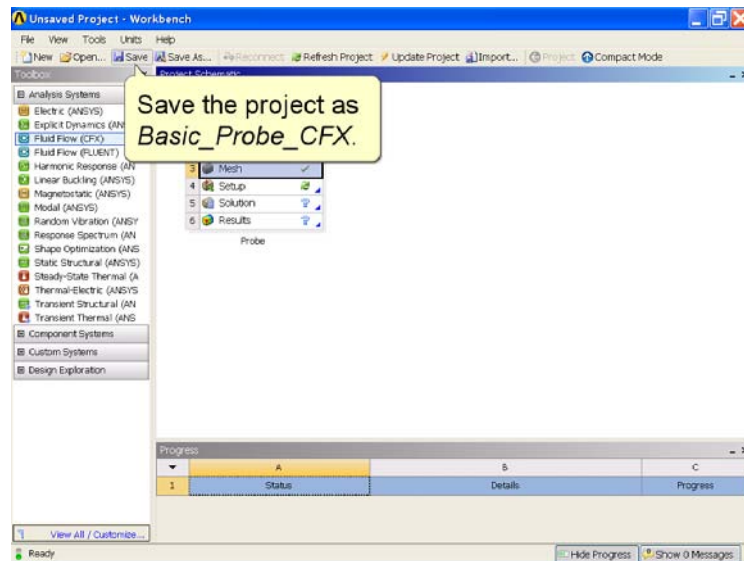 Unsaved Project - Workbench
File View Tools Units Help
New Open... Save Save As... Reconnect Refresh Project Update Project Import... Project Compact Mode
Toolbox Project Schematic
Analysis Systems
Electric (ANSYS)
Explicit Dynamics (AN
Fluid Flow (CFX)
Fluid Flow (FLUENT)
Harmonic Response (AN
Linear Buckling (ANSYS)
Magnetostatic (ANSYS)
Modal (ANSYS)
Random Vibration (ANSY
Response Spectrum (AN
Shape Optimization (ANS
Static Structural (ANSYS)
Steady-State Thermal (A
Thermal-Electric (ANSYS
Transient Structural (AN
Transient Thermal (ANS
Component Systems
Custom Systems
Design Exploration
View All / Customize...
Save the project as
Basic_Probe_CFX.
3 Mesh
4 Setup
5 Solution
6 Results
Probe
Progress
A B C
1 Status Details Progress
Ready Hide Progress Show 0 Messages